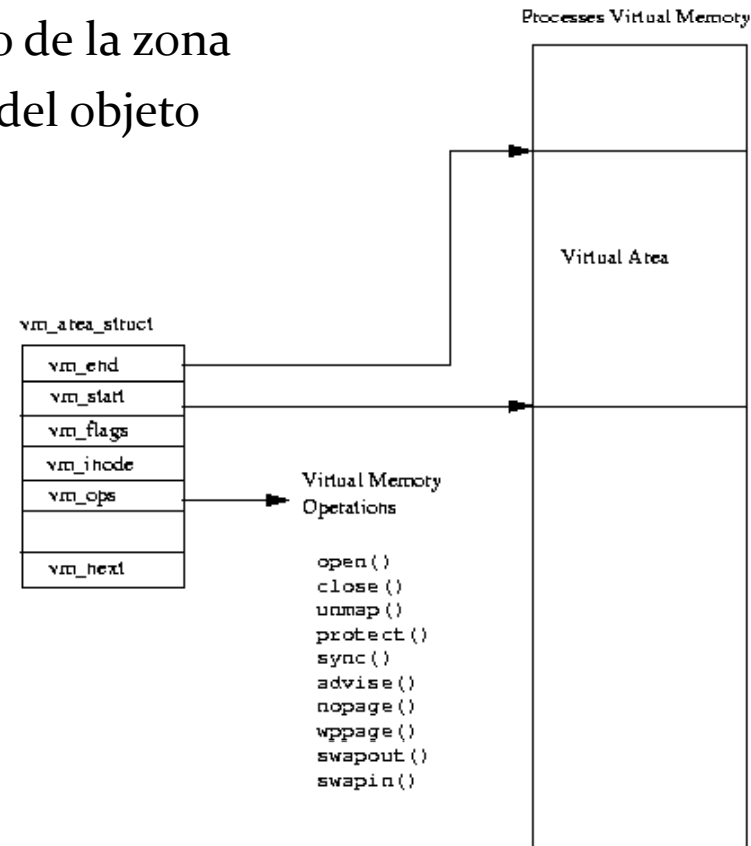 o de la zona
del objeto
Processes Virtual Memory
Virtual Area
vm_area_struct
vm_end
vm_start
vm_flags
vm_inode
vm_ops
vm_next
Virtual Memory
Operations
open()
close()
unmap()
protect()
sync()
advise()
nopage()
wppage()
swapout()
swapin()